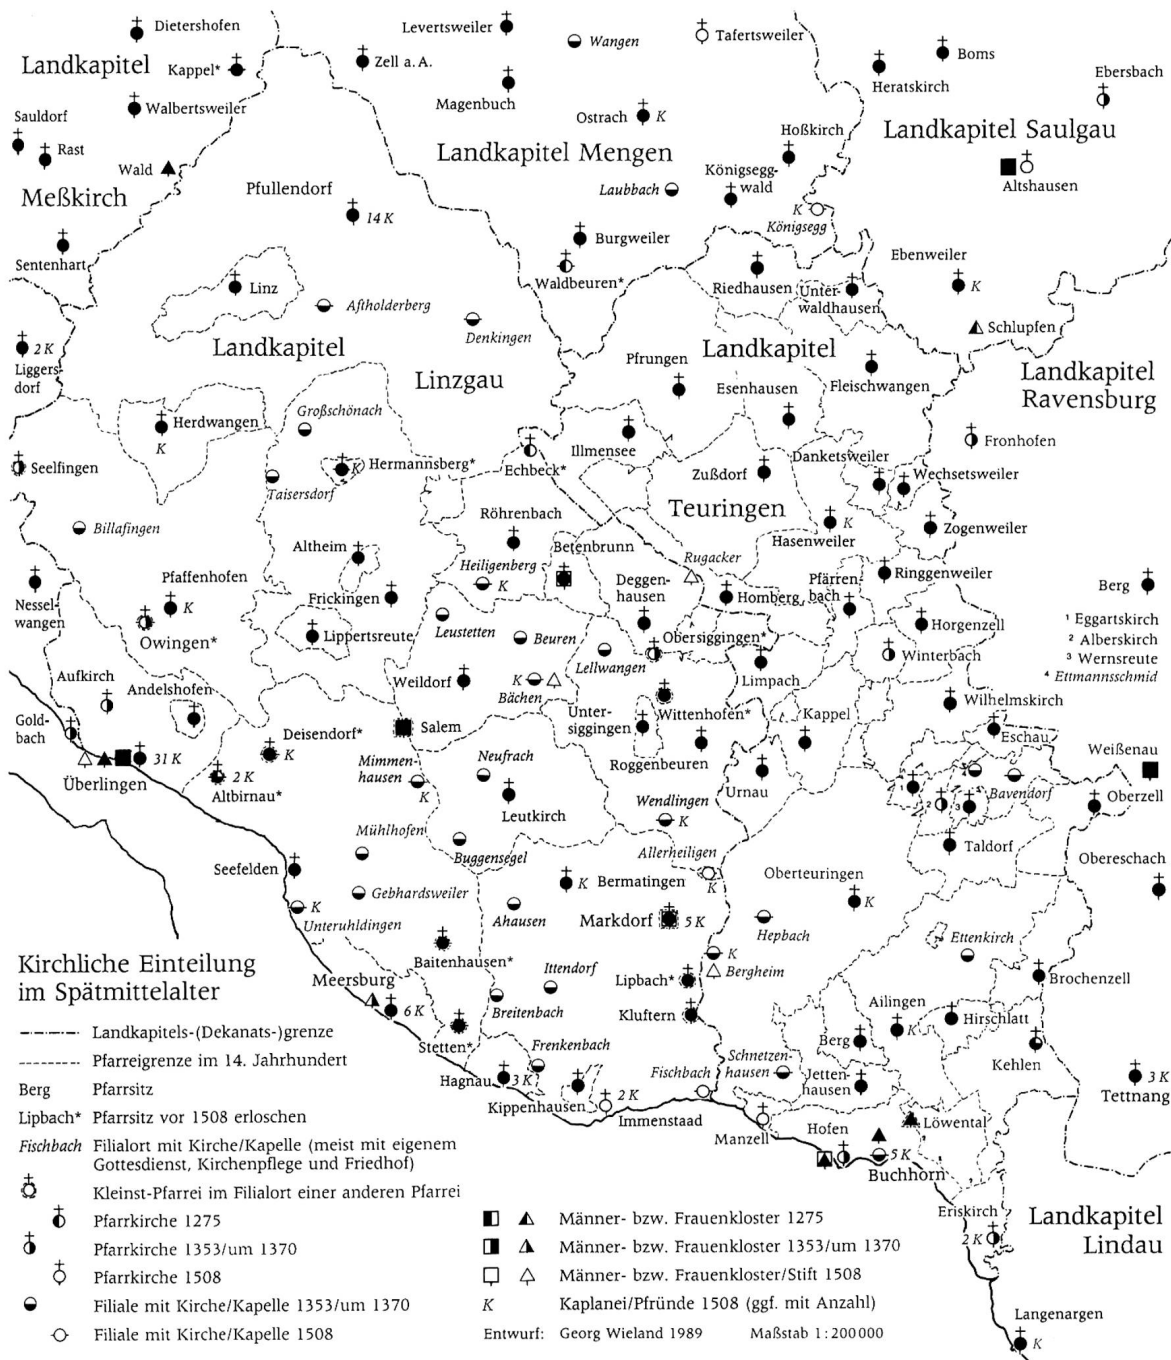 Dietershofen
Levertsweiler
Wangen
Tafertsweiler
Boms
Landkapitel
Kappel*
Zell a. A.
Heratskirch
Ebersbach
Walbertsweiler
Magenbuch
Ostrach K
Landkapitel Saulgau
Sauldorf
Rast
Wald
Landkapitel Mengen
Hoßkirch
Königsegg-
wald
Altshausen
Meßkirch
Pfullendorf
14 K
Laubbach
K
Königsegg
Sentenhart
Burgweiler
Waldbeuren*
Ebenweiler
K
Linz
Aftholderberg
Riedhausen
Unter-
waldhausen
Denkingen
Schlupfen
2 K
Liggers-
dorf
Landkapitel
Linzgau
Pfrungen
Landkapitel
Esenhausen
Fleischwangen
Landkapitel
Ravensburg
Großschönach
Herdwangen
K
Illmensee
Fronhofen
Seelfingen
Hermannsberg*
K
Echbeck*
Danketsweiler
Wechsetsweiler
Taisersdorf
Zußdorf
Teuringen
Billafingen
Röhrenbach
Hasenweiler
K
Zogenweiler
Altheim
Heiligenberg
K
Betenbrunn
Rugacker
Nessel-
wangen
Pfaffenhofen
K
Frickingen
Deggen-
hausen
Homberg
Pfärren-
bach
Ringgenweiler
Berg
Owingen*
Lippertsreute
Leustetten
Beuren
Obersiggingen*
Horgenzell
¹ Eggartskirch
² Alberskirch
³ Wernsreute
⁴ Ettmannsschmid
Lellwangen
Winterbach
Aufkirch
Andelshofen
Weildorf
K
Bächen
Limpach
Wilhelmskirch
Gold-
bach
Deisendorf*
K
Salem
Unter-
siggingen
Wittenhofen*
Kappel
Eschau
Weißenau
31 K
Überlingen
2 K
Altbirnau*
Mimmen-
hausen
K
Neufrach
Roggenbeuren
Urnau
1
2
3
4
Bavendorf
Oberzell
Leutkirch
Wendlingen
K
Mühlhofen
Buggensegel
Taldorf
Seefelden
Allerheiligen
K
Oberteuringen
K
Obereschach
Gebhardsweiler
K
Bermatingen
K
Unteruhldingen
Ahausen
Markdorf
5 K
Hepbach
Ettenkirch
Kirchliche Einteilung
im Spätmittelalter
Baitenhausen*
K
Bergheim
Meersburg
6 K
Ittendorf
Lipbach*
Brochenzell
Breitenbach
Kluftern
Ailingen
K
Hirschlatt
Landkapitels-(Dekanats-)grenze
Stetten*
Berg
Pfarreigrenze im 14. Jahrhundert
Frenkenbach
Schnetzen-
hausen
Kehlen
Berg Pfarrsitz
Hagnau
3 K
Fischbach
Jetten-
hausen
3 K
Tettnang
Lipbach* Pfarrsitz vor 1508 erloschen
Kippenhausen
2 K
Immenstaad
Manzell
Hofen
Löwental
Fischbach Filialort mit Kirche/Kapelle (meist mit eigenem
Gottesdienst, Kirchenpflege und Friedhof)
5 K
Buchhorn
Kleinst-Pfarrei im Filialort einer anderen Pfarrei
Pfarrkirche 1275
Männer- bzw. Frauenkloster 1275
Eriskirch
2 K
Landkapitel
Lindau
Pfarrkirche 1353/um 1370
Männer- bzw. Frauenkloster 1353/um 1370
Pfarrkirche 1508
Männer- bzw. Frauenkloster/Stift 1508
Filiale mit Kirche/Kapelle 1353/um 1370
K Kaplanei/Pfründe 1508 (ggf. mit Anzahl)
Filiale mit Kirche/Kapelle 1508
Entwurf: Georg Wieland 1989 Maßstab 1:200000
Langenargen
K